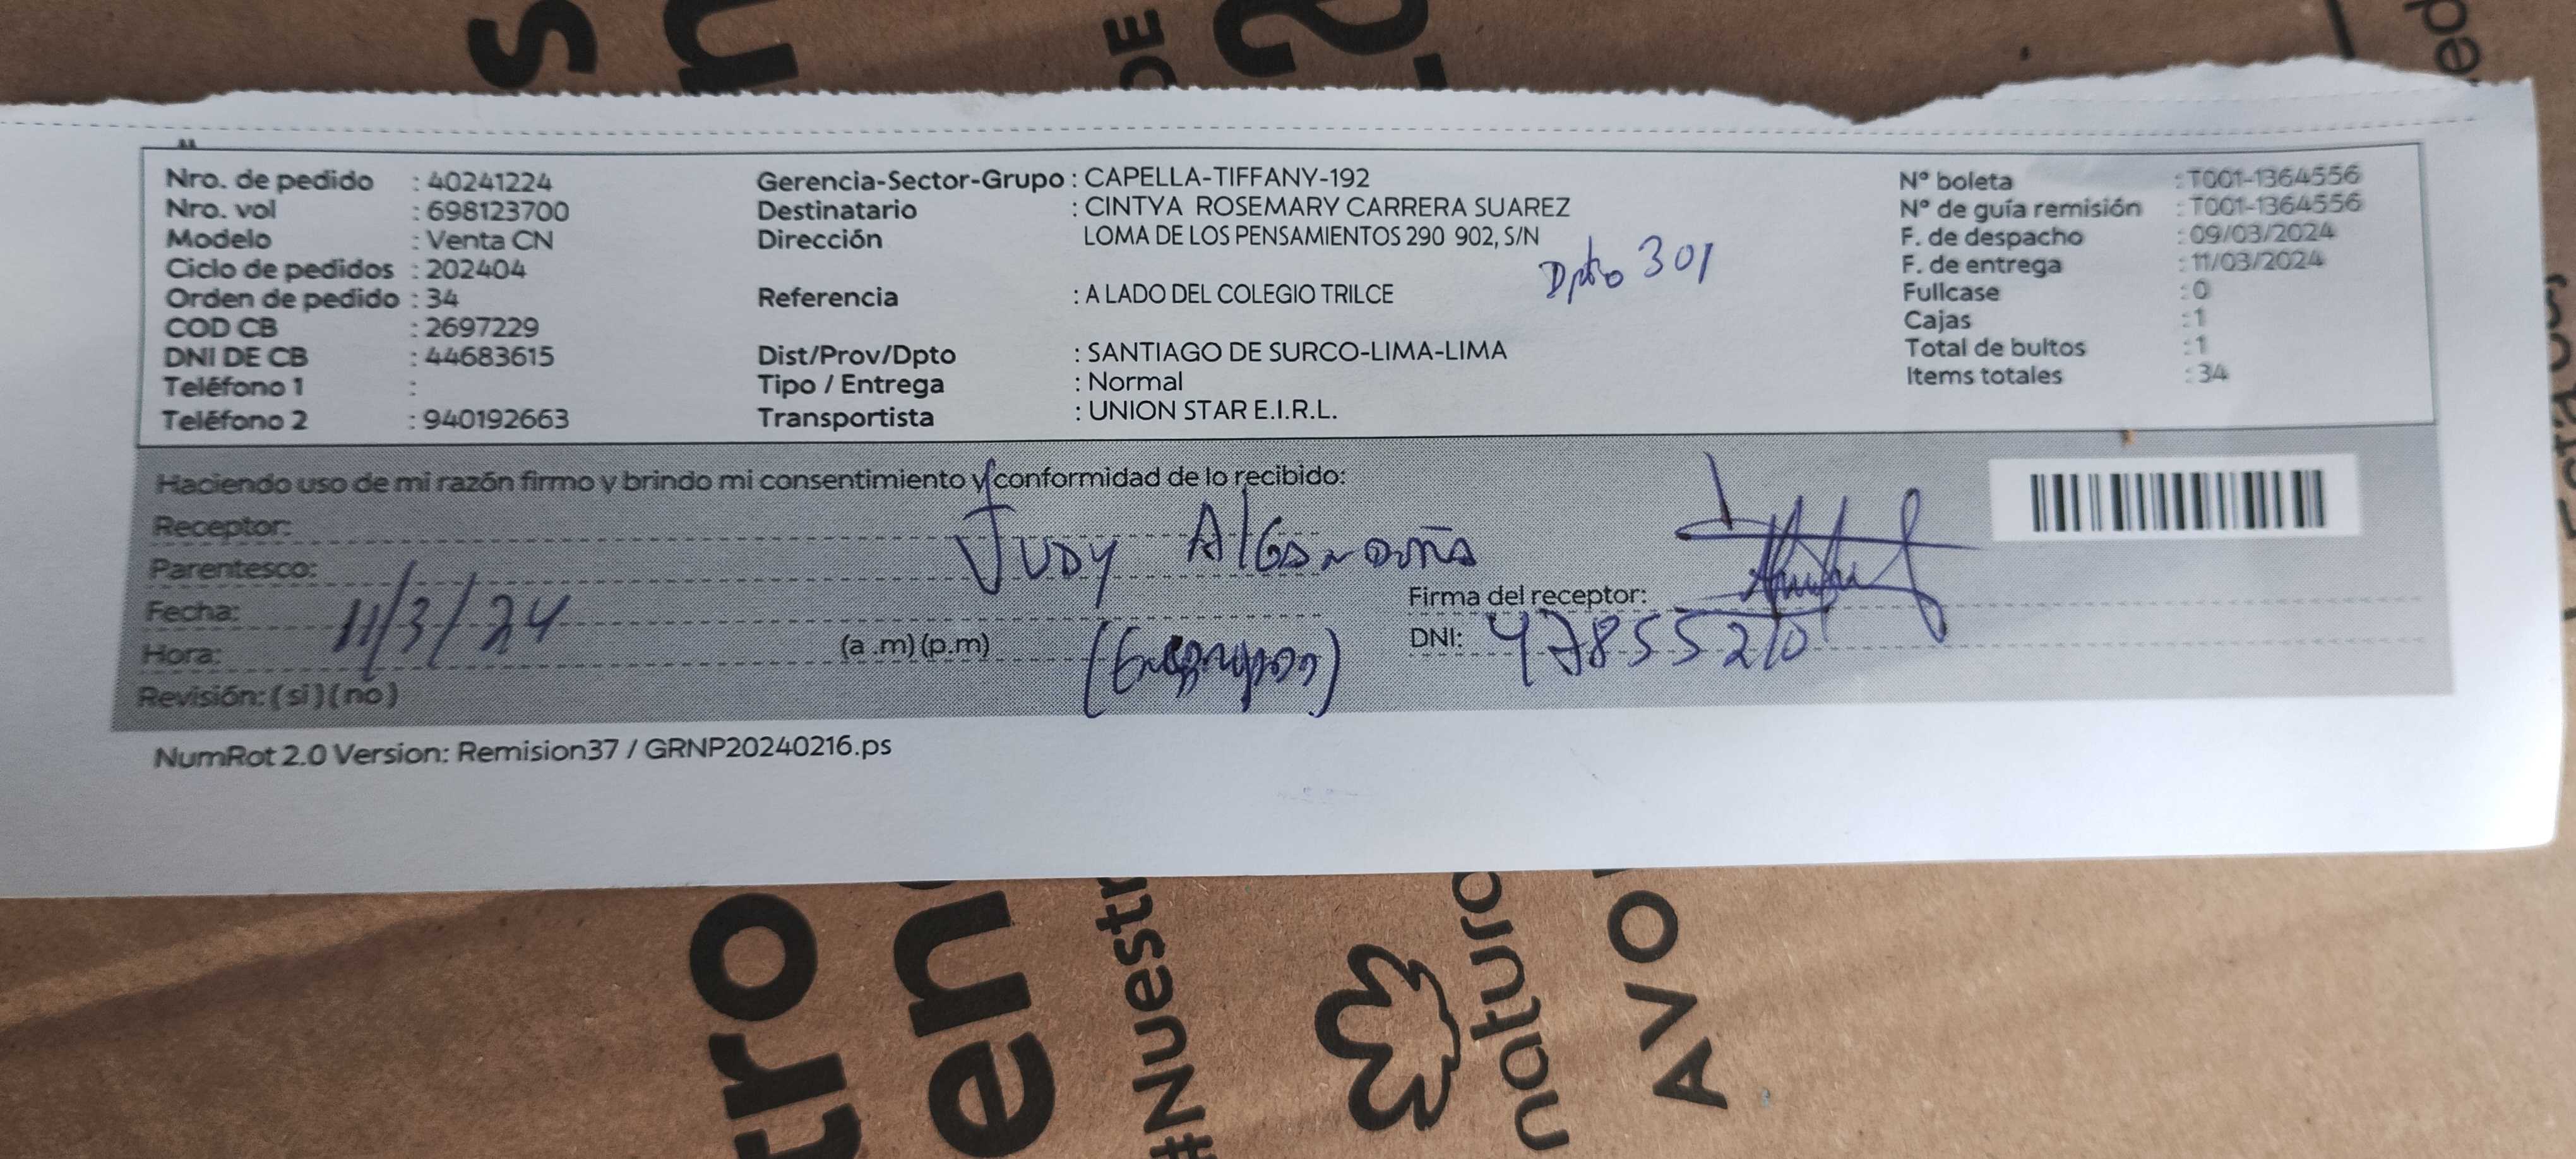 Nro. de pedido : 40241224
Nro. vol : 698123700
Modelo : Venta CN
Ciclo de pedidos : 202404
Orden de pedido : 34
COD CB : 2697229
DNI DE CB : 44683615
Teléfono 1 :
Teléfono 2 : 940192663
Gerencia-Sector-Grupo : CAPELLA-TIFFANY-192
Destinatario : CINTYA ROSEMARY CARRERA SUAREZ
Dirección LOMA DE LOS PENSAMIENTOS 290 902, S/N
Dpto 301
Referencia : A LADO DEL COLEGIO TRILCE
Dist/Prov/Dpto : SANTIAGO DE SURCO-LIMA-LIMA
Tipo / Entrega : Normal
Transportista : UNION STAR E.I.R.L.
N° boleta : T001-1364556
N° de guía remisión : T001-1364556
F. de despacho : 09/03/2024
F. de entrega : 11/03/2024
Fullcase : 0
Cajas : 1
Total de bultos : 1
Items totales : 34
Haciendo uso de mi razón firmo y brindo mi consentimiento y conformidad de lo recibido:
Receptor: Judy
Parentesco:
Fecha: 11/3/24
Hora: (a.m)(p.m)
Revisión: (si)(no)
Firma del receptor:
DNI: 47855210
NumRot 2.0 Version: Remision37 / GRNP20240216.ps
tro
en
#Nuestr
natura
AVO